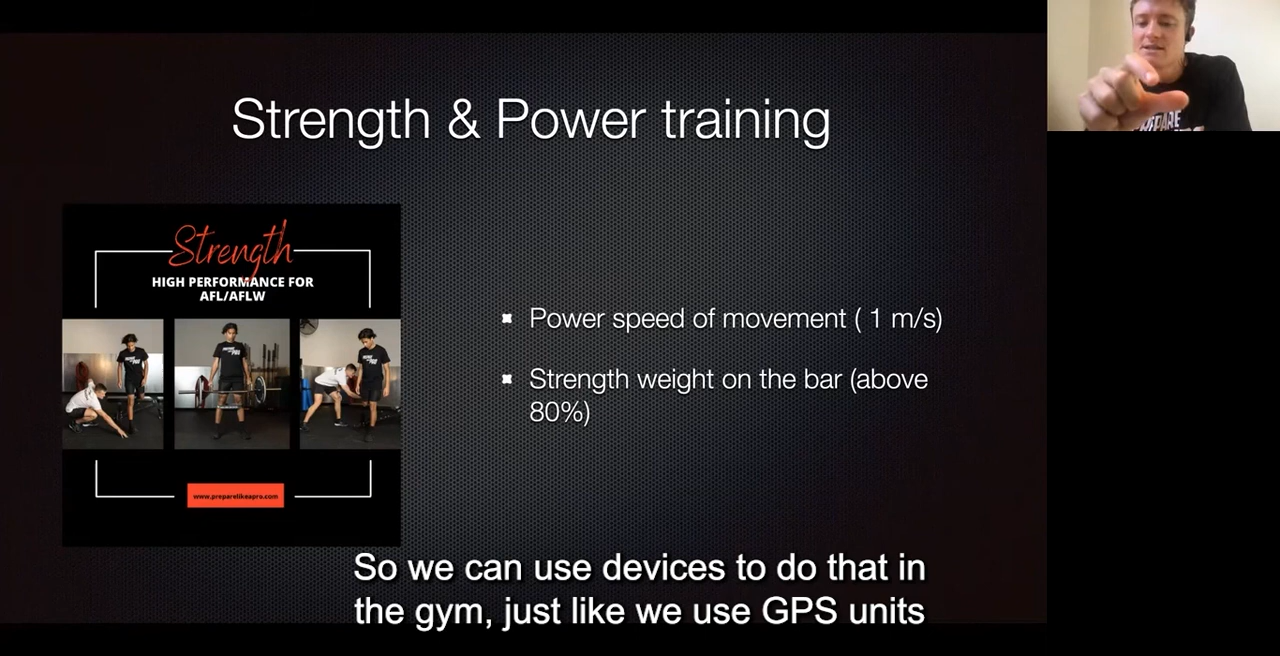 Strength & Power training
Strength
HIGH PERFORMANCE FOR
AFL/AFLW
www.preparelikeapro.com
Power speed of movement ( 1 m/s)
Strength weight on the bar (above
80%)
So we can use devices to do that in
the gym, just like we use GPS units
PREPARE